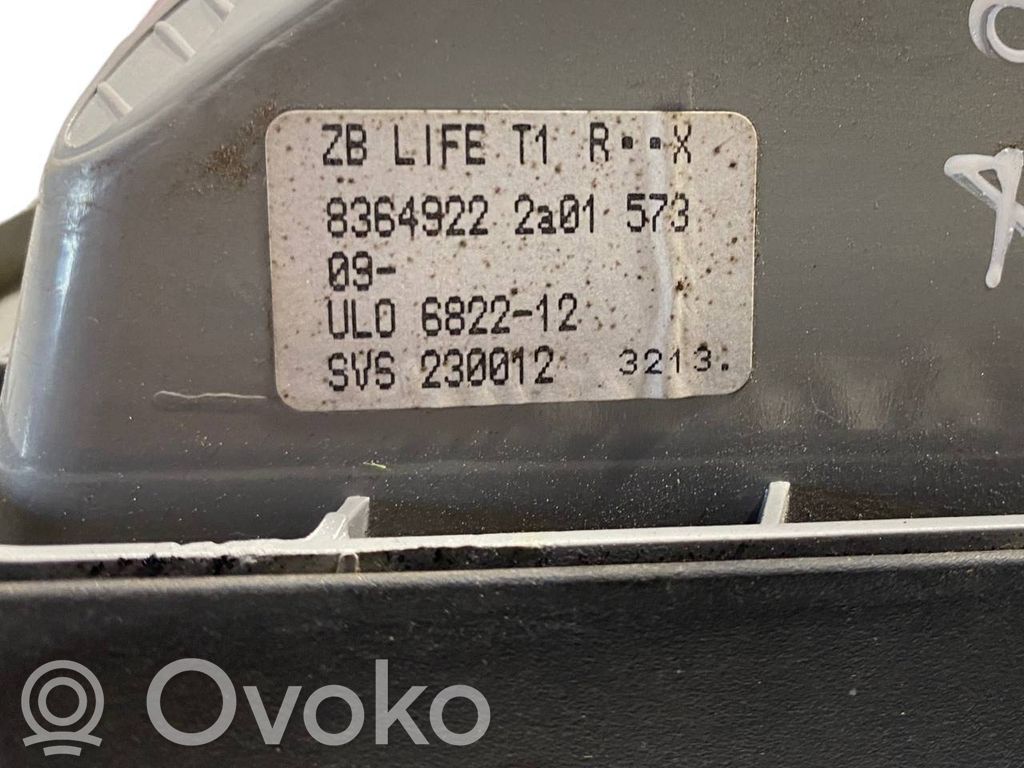 ZB LIFE T1 R··X
8364922 2a01 573
09-
ULO 6822-12
SVS 230012 3213.
Ovoko